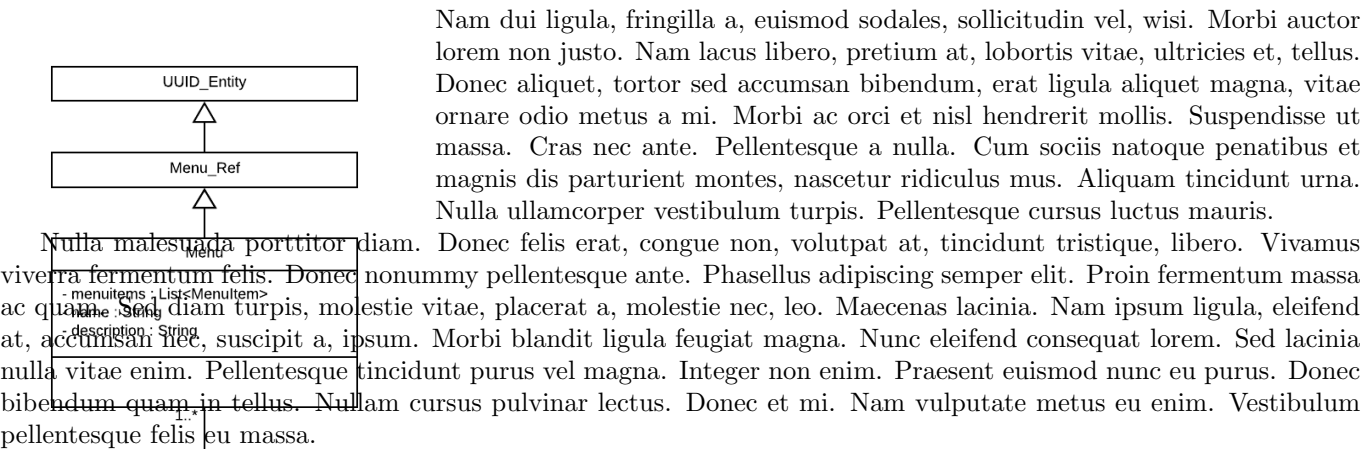 UUID_Entity
Menu_Ref
Menu
- menuitems : List<MenuItem>
- name : String
- description : String
1..*
Nam dui ligula, fringilla a, euismod sodales, sollicitudin vel, wisi. Morbi auctor
lorem non justo. Nam lacus libero, pretium at, lobortis vitae, ultricies et, tellus.
Donec aliquet, tortor sed accumsan bibendum, erat ligula aliquet magna, vitae
ornare odio metus a mi. Morbi ac orci et nisl hendrerit mollis. Suspendisse ut
massa. Cras nec ante. Pellentesque a nulla. Cum sociis natoque penatibus et
magnis dis parturient montes, nascetur ridiculus mus. Aliquam tincidunt urna.
Nulla ullamcorper vestibulum turpis. Pellentesque cursus luctus mauris.
Nulla malesuada porttitor diam. Donec felis erat, congue non, volutpat at, tincidunt tristique, libero. Vivamus
viverra fermentum felis. Donec nonummy pellentesque ante. Phasellus adipiscing semper elit. Proin fermentum massa
ac quam. Sed diam turpis, molestie vitae, placerat a, molestie nec, leo. Maecenas lacinia. Nam ipsum ligula, eleifend
at, accumsan nec, suscipit a, ipsum. Morbi blandit ligula feugiat magna. Nunc eleifend consequat lorem. Sed lacinia
nulla vitae enim. Pellentesque tincidunt purus vel magna. Integer non enim. Praesent euismod nunc eu purus. Donec
bibendum quam in tellus. Nullam cursus pulvinar lectus. Donec et mi. Nam vulputate metus eu enim. Vestibulum
pellentesque felis eu massa.